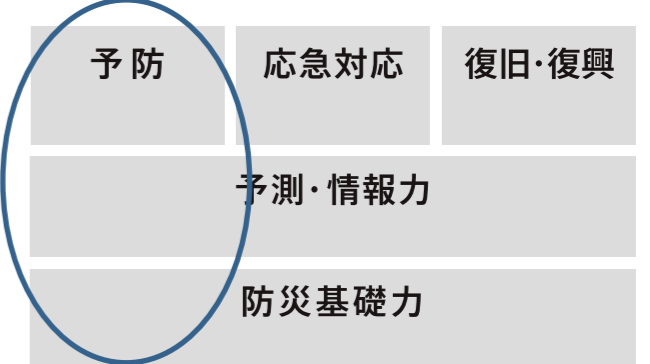 予防
応急対応
復旧・復興
予測・情報力
防災基礎力